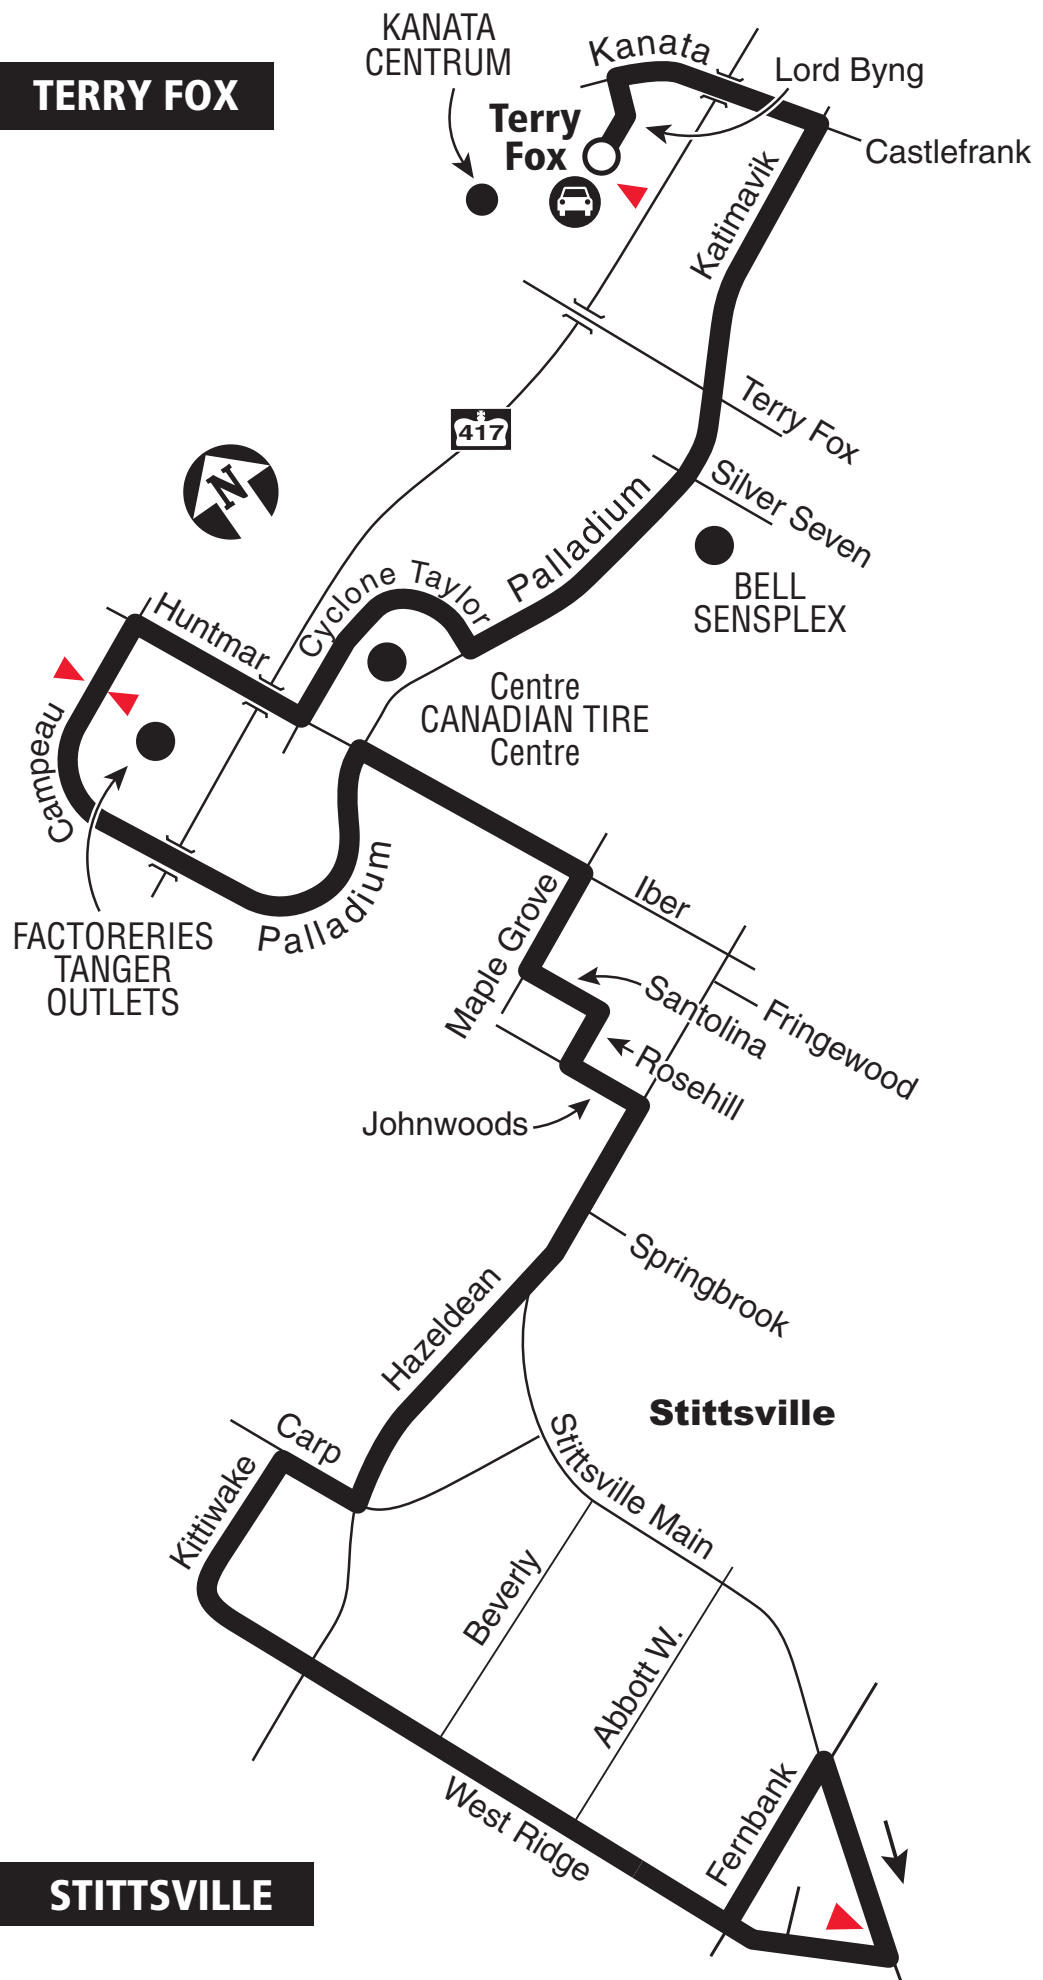 KANATA
CENTRUM
Kanata
Lord Byng
TERRY FOX
Terry
Fox
Castlefrank
Katimavik
Terry Fox
417
Silver Seven
N
Palladium
BELL
SENSPLEX
Cyclone Taylor
Huntmar
Centre
CANADIAN TIRE
Centre
Campeau
Palladium
FACTORERIES
TANGER
OUTLETS
Iber
Maple Grove
Santolina
Fringewood
Rosehill
Johnwoods
Springbrook
Hazeldean
Stittsville
Carp
Stittsville Main
Kittiwake
Beverly
Abbott W.
Fernbank
West Ridge
STITTSVILLE